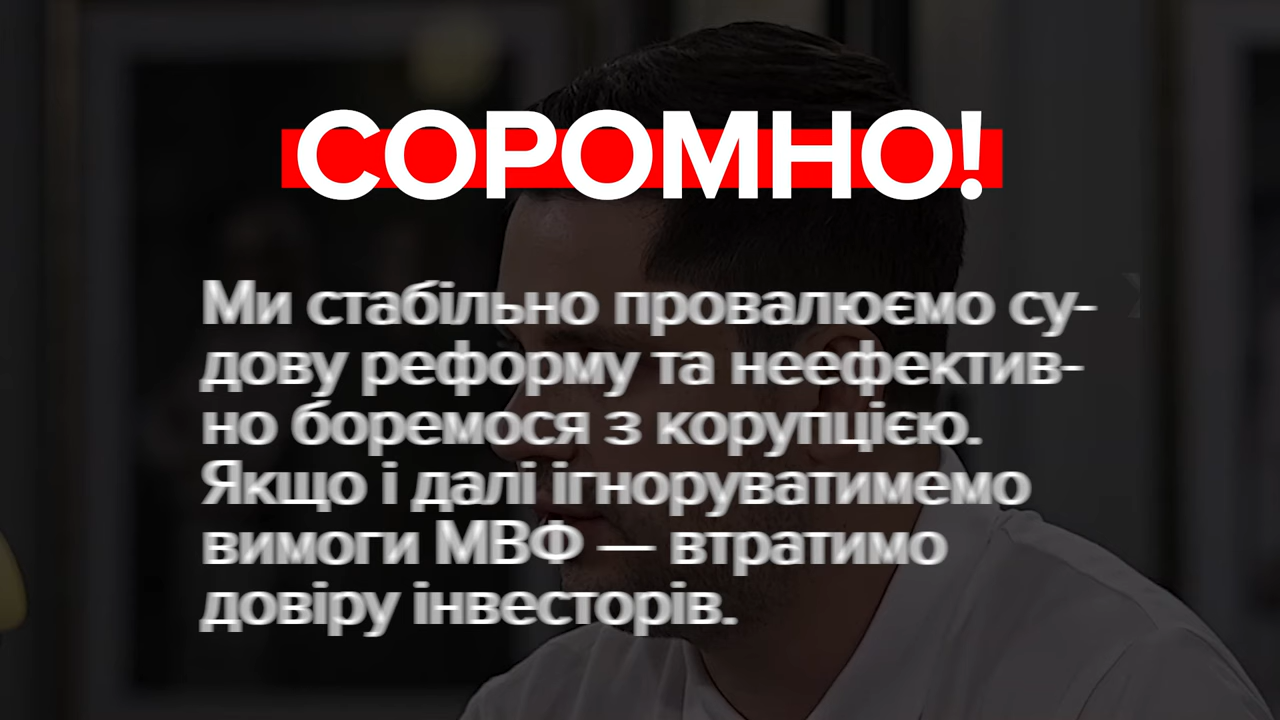 СОРОМНО!
Ми стабільно провалюємо су-
дову реформу та неефектив-
но боремося з корупцією.
Якщо і далі ігноруватимемо
вимоги МВФ — втратимо
довіру інвесторів.